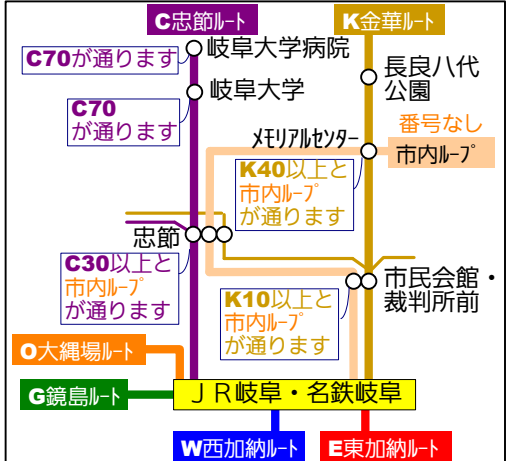 C忠節ﾙｰﾄ
K金華ﾙｰﾄ
岐阜大学病院
C70が通ります
長良八代
公園
岐阜大学
C70
が通ります
番号なし
市内ﾙｰﾌﾟ
ﾒﾓﾘｱﾙｾﾝﾀｰ
K40以上と
市内ﾙｰﾌﾟ
が通ります
忠節
C30以上と
市内ﾙｰﾌﾟ
が通ります
市民会館・
裁判所前
K10以上と
市内ﾙｰﾌﾟ
が通ります
O大縄場ﾙｰﾄ
G鏡島ﾙｰﾄ
ＪＲ岐阜・名鉄岐阜
W西加納ﾙｰﾄ
E東加納ﾙｰﾄ